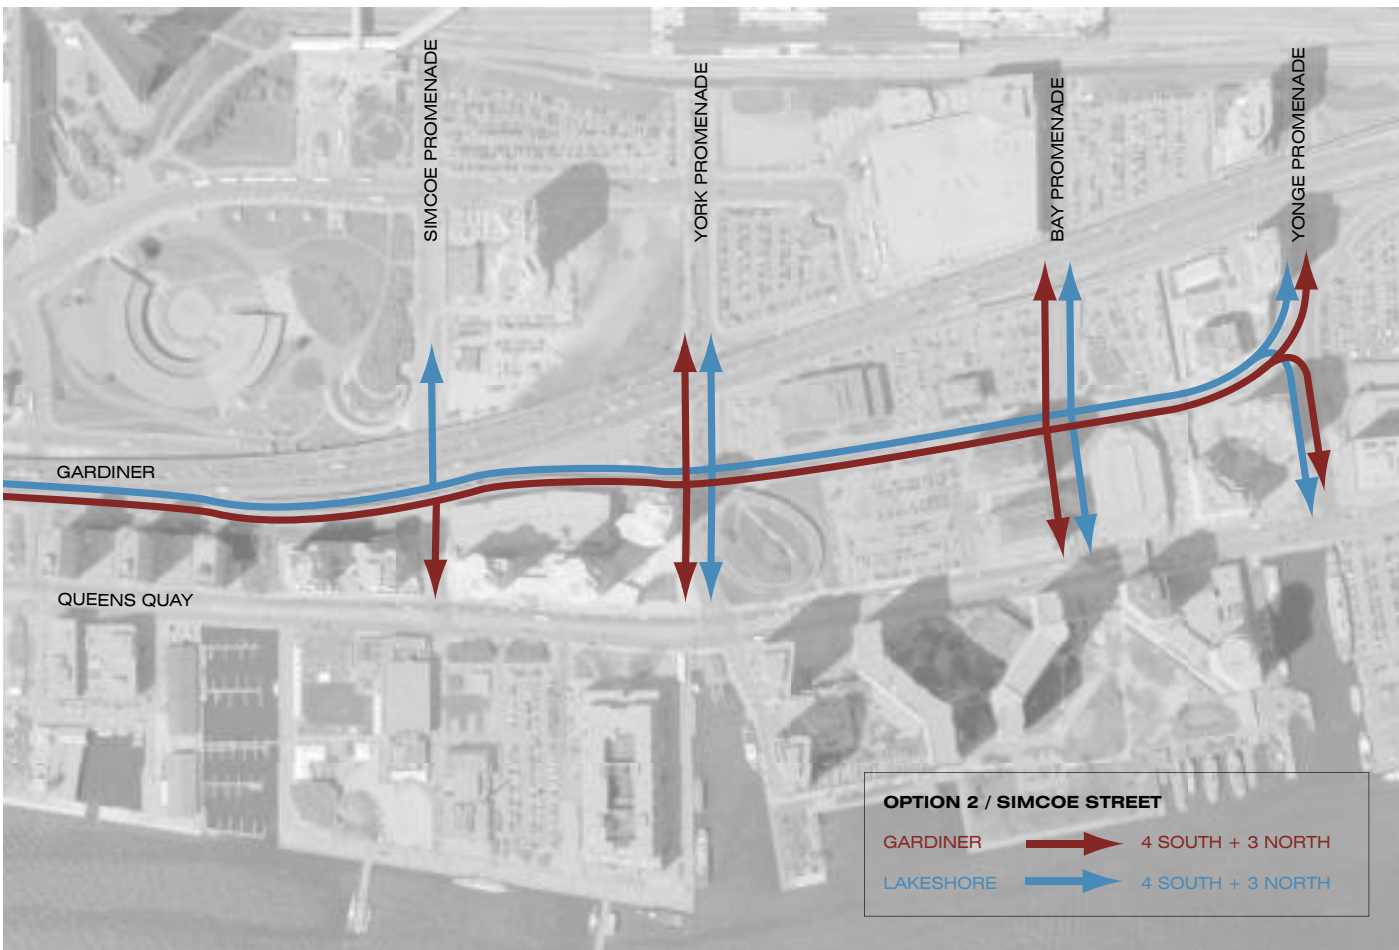 SIMCOE PROMENADE
YORK PROMENADE
BAY PROMENADE
YONGE PROMENADE
GARDINER
QUEENS QUAY
OPTION 2 / SIMCOE STREET
GARDINER 4 SOUTH + 3 NORTH
LAKESHORE 4 SOUTH + 3 NORTH